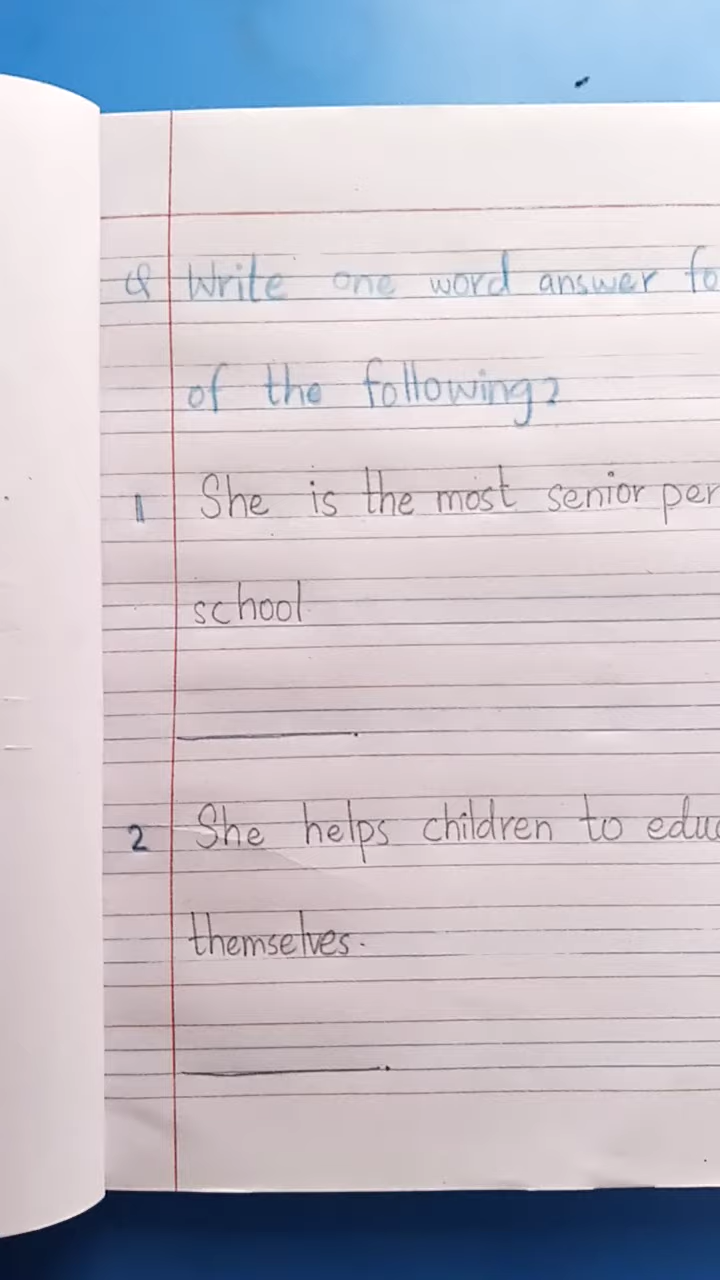 Q Write one word answer fo
of the following?
1 She is the most senior per
school
2 She helps children to educ
themselves.